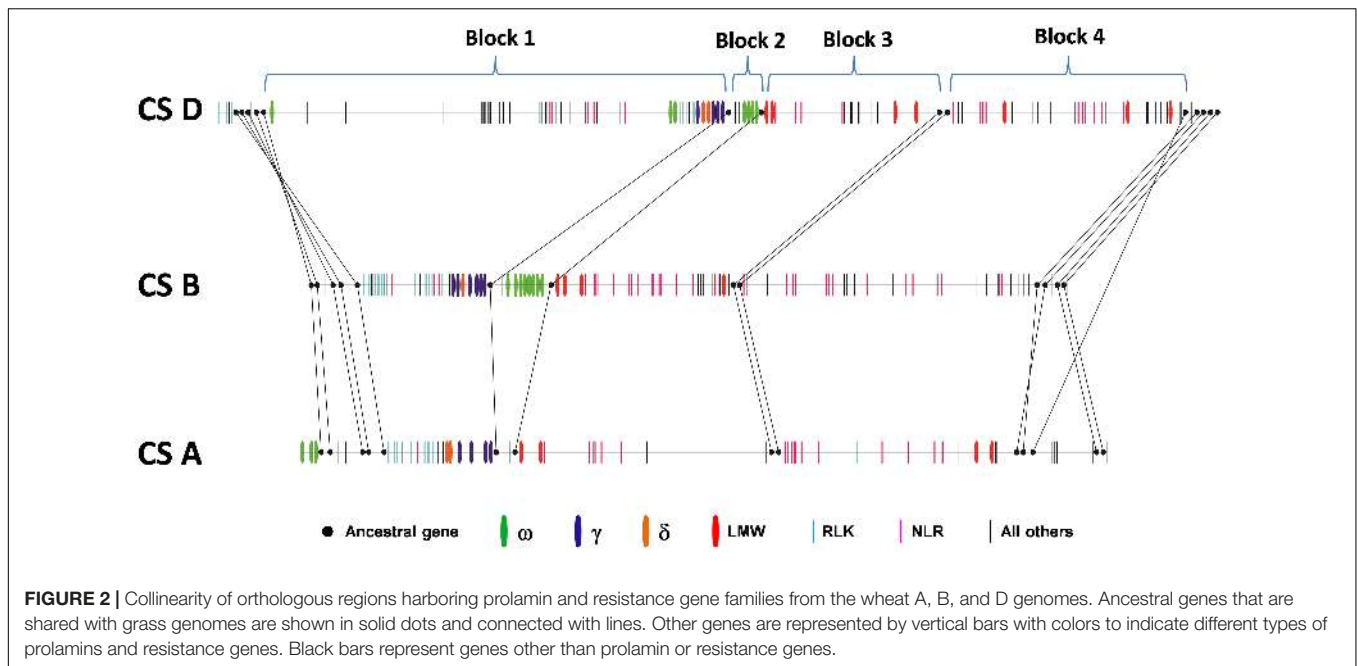 Block 1 Block 2 Block 3 Block 4
CS D
CS B
CS A
Ancestral gene ω γ δ LMW RLK NLR All others
FIGURE 2 | Collinearity of orthologous regions harboring prolamin and resistance gene families from the wheat A, B, and D genomes. Ancestral genes that are
shared with grass genomes are shown in solid dots and connected with lines. Other genes are represented by vertical bars with colors to indicate different types of
prolamins and resistance genes. Black bars represent genes other than prolamin or resistance genes.